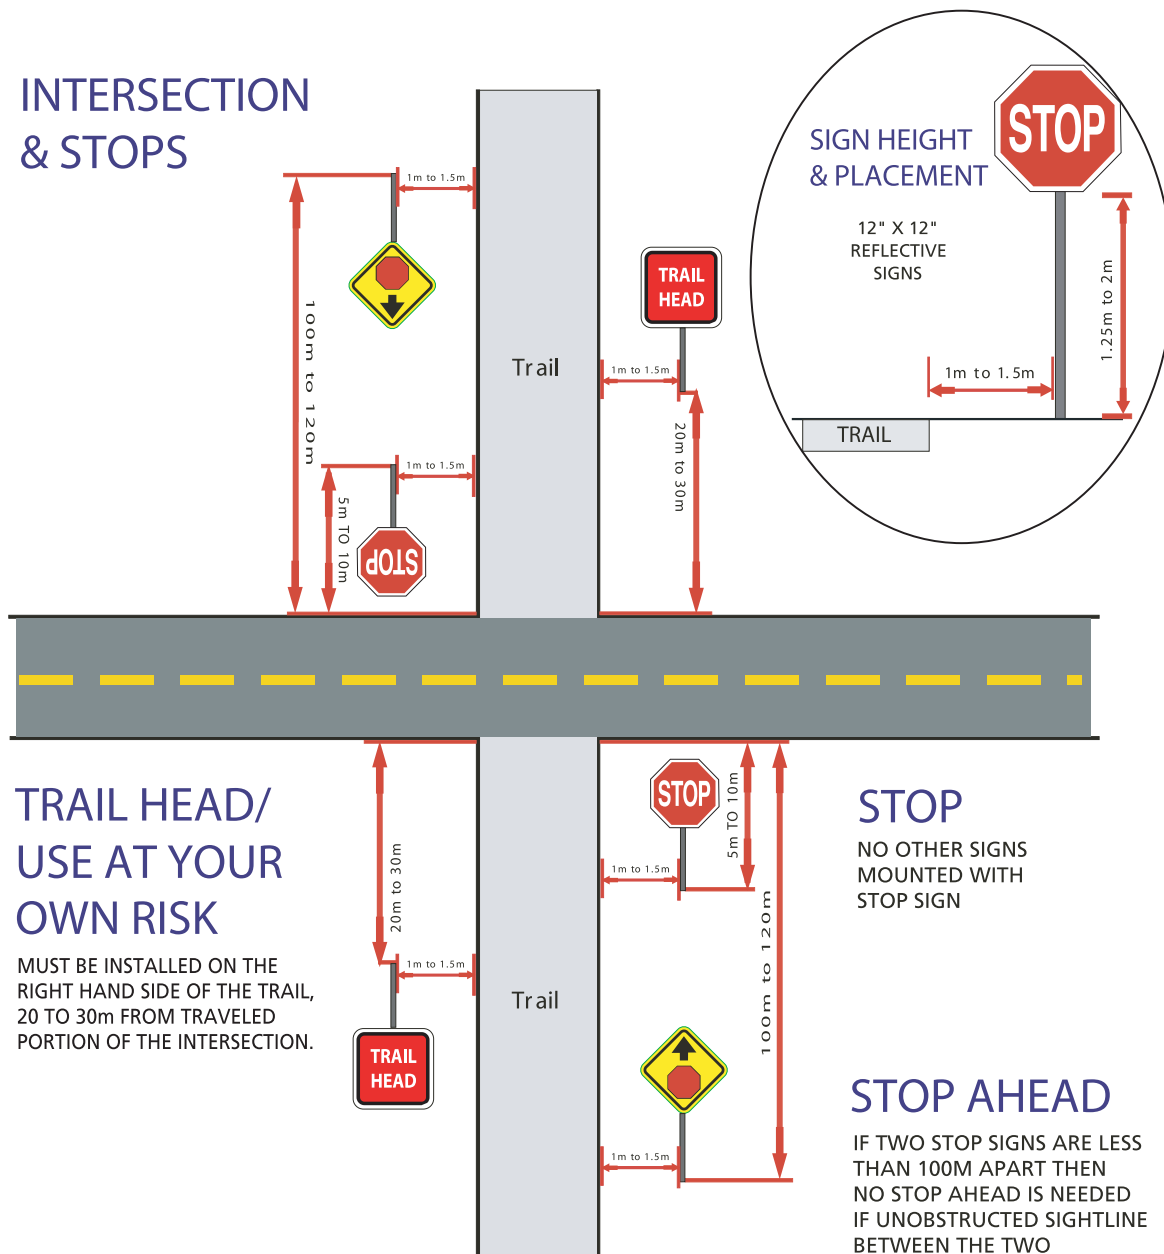 INTERSECTION
& STOPS
1m to 1.5m
100m to 120m
1m to 1.5m
5m TO 10m
STOP
Trail
TRAIL
HEAD
1m to 1.5m
20m to 30m
SIGN HEIGHT
& PLACEMENT
12" X 12"
REFLECTIVE
SIGNS
STOP
1.25m to 2m
1m to 1.5m
TRAIL
TRAIL HEAD/
USE AT YOUR
OWN RISK
MUST BE INSTALLED ON THE
RIGHT HAND SIDE OF THE TRAIL,
20 TO 30m FROM TRAVELED
PORTION OF THE INTERSECTION.
20m to 30m
1m to 1.5m
TRAIL
HEAD
Trail
STOP
5m TO 10m
1m to 1.5m
100m to 120m
1m to 1.5m
STOP
NO OTHER SIGNS
MOUNTED WITH
STOP SIGN
STOP AHEAD
IF TWO STOP SIGNS ARE LESS
THAN 100M APART THEN
NO STOP AHEAD IS NEEDED
IF UNOBSTRUCTED SIGHTLINE
BETWEEN THE TWO